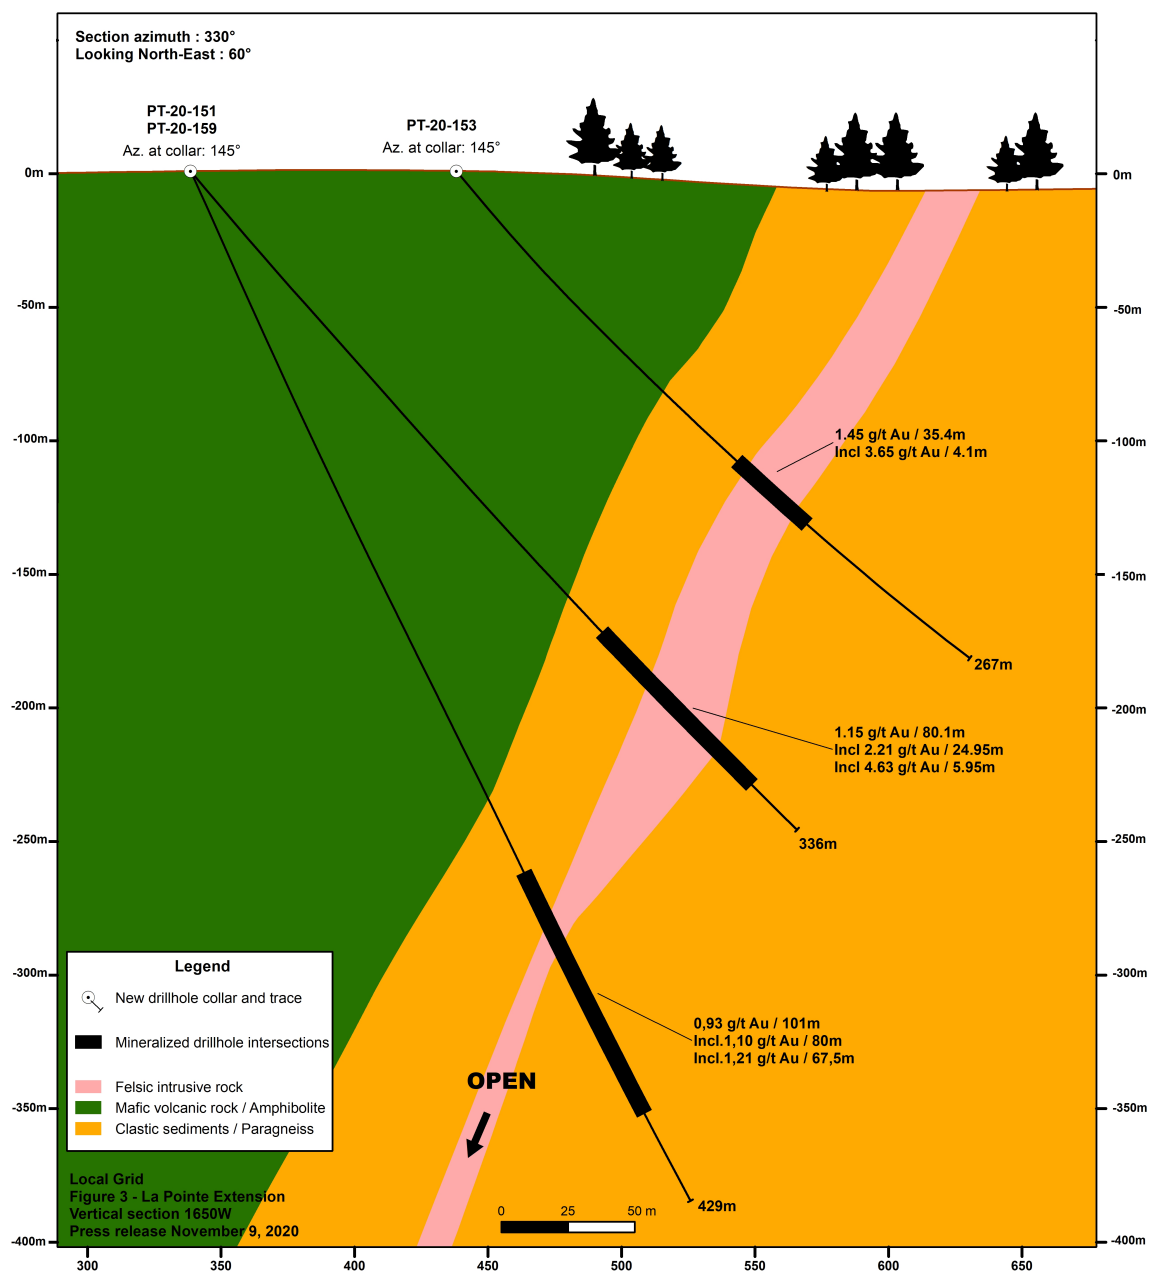 Section azimuth : 330°
Looking North-East : 60°
PT-20-151
PT-20-159
Az. at collar: 145°
PT-20-153
Az. at collar: 145°
0m
0m
-50m
-50m
-100m
-100m
1.45 g/t Au / 35.4m
Incl 3.65 g/t Au / 4.1m
-150m
-150m
267m
-200m
-200m
1.15 g/t Au / 80.1m
Incl 2.21 g/t Au / 24.95m
Incl 4.63 g/t Au / 5.95m
-250m
-250m
336m
-300m
-300m
Legend
New drillhole collar and trace
Mineralized drillhole intersections
Felsic intrusive rock
Mafic volcanic rock / Amphibolite
Clastic sediments / Paragneiss
0,93 g/t Au / 101m
Incl.1,10 g/t Au / 80m
Incl.1,21 g/t Au / 67,5m
OPEN
-350m
-350m
429m
Local Grid
Figure 3 - La Pointe Extension
Vertical section 1650W
Press release November 9, 2020
0 25 50 m
-400m
-400m
300 350 400 450 500 550 600 650